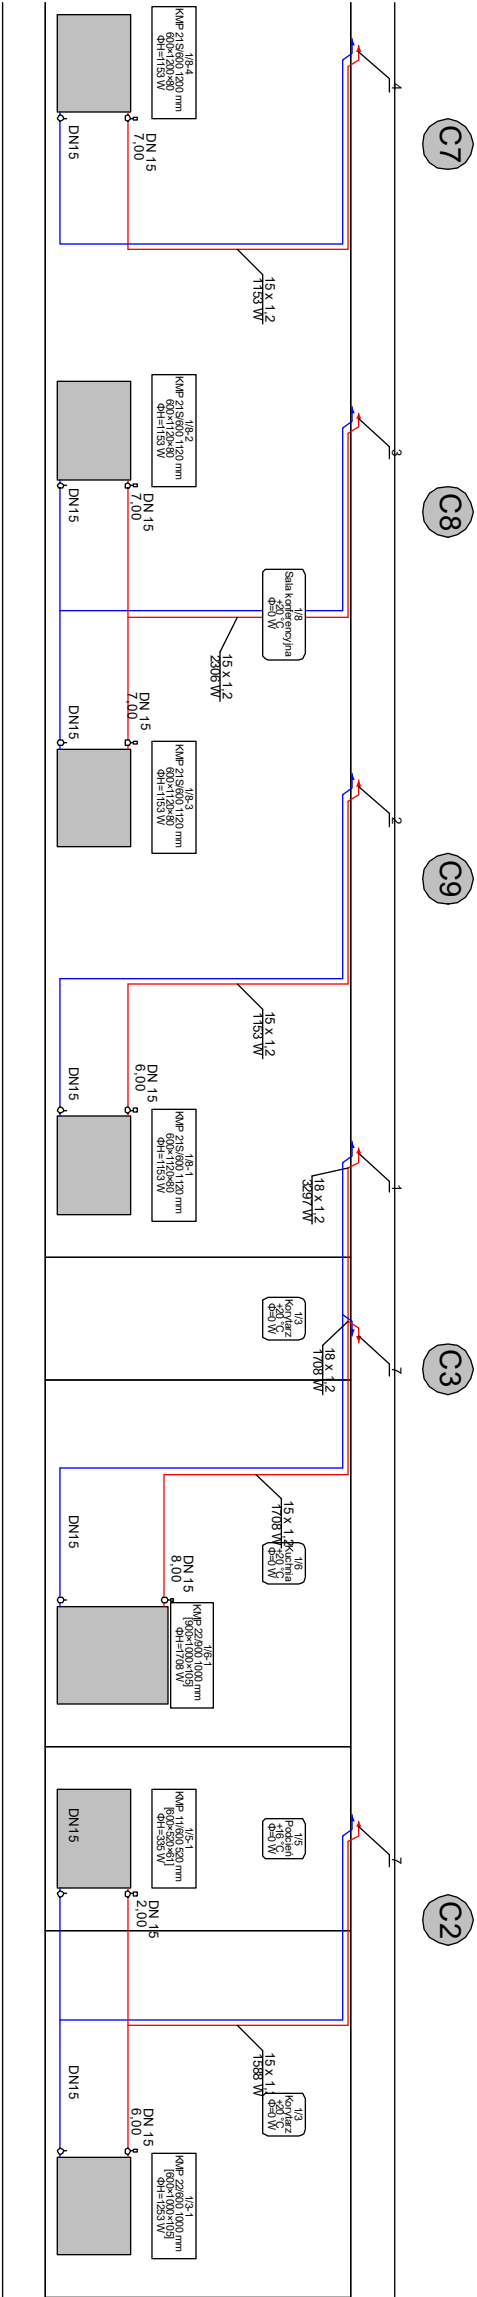 C7
4
1/8-4
KMP 21S/600 1200 mm
600×1200×80
ΦH=1153 W
DN 15
7,00
DN15
15 x 1,2
1153 W
C8
3
1/8-2
KMP 21S/600 1120 mm
600×1120×80
ΦH=1153 W
DN 15
7,00
DN15
1/8
Sala konferencyjna
+20 °C
Φ=0 W
15 x 1,2
2306 W
DN 15
7,00
DN15
1/8-3
KMP 21S/600 1120 mm
600×1120×80
ΦH=1153 W
C9
2
15 x 1,2
1153 W
DN 15
6,00
DN15
1/8-1
KMP 21S/600 1120 mm
600×1120×80
ΦH=1153 W
1
18 x 1,2
3297 W
C3
7
1/3
Korytarz
+20 °C
Φ=0 W
18 x 1,2
1708 W
15 x 1,2
1708 W
1/6
Kuchnia
+20 °C
Φ=0 W
DN15
DN 15
8,00
1/6-1
KMP 22/900 1000 mm
[900×1000×105]
ΦH=1708 W
C2
7
1/5
Podcień
+16 °C
Φ=0 W
1/5-1
KMP 11/600 520 mm
[600×520×61]
ΦH=335 W
DN15
DN 15
2,00
15 x 1,
1588 W
1/3
Korytarz
+20 °C
Φ=0 W
DN15
DN 15
6,00
1/3-1
KMP 22/600 1000 mm
[600×1000×105]
ΦH=1253 W